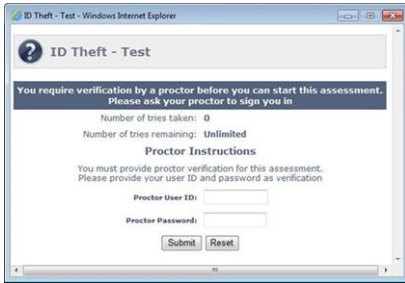 ID Theft - Test - Windows Internet Explorer
ID Theft - Test
You require verification by a proctor before you can start this assessment.
Please ask your proctor to sign you in
Number of tries taken: 0
Number of tries remaining: Unlimited
Proctor Instructions
You must provide proctor verification for this assessment.
Please provide your user ID and password as verification
Proctor User ID:
Proctor Password:
Submit Reset